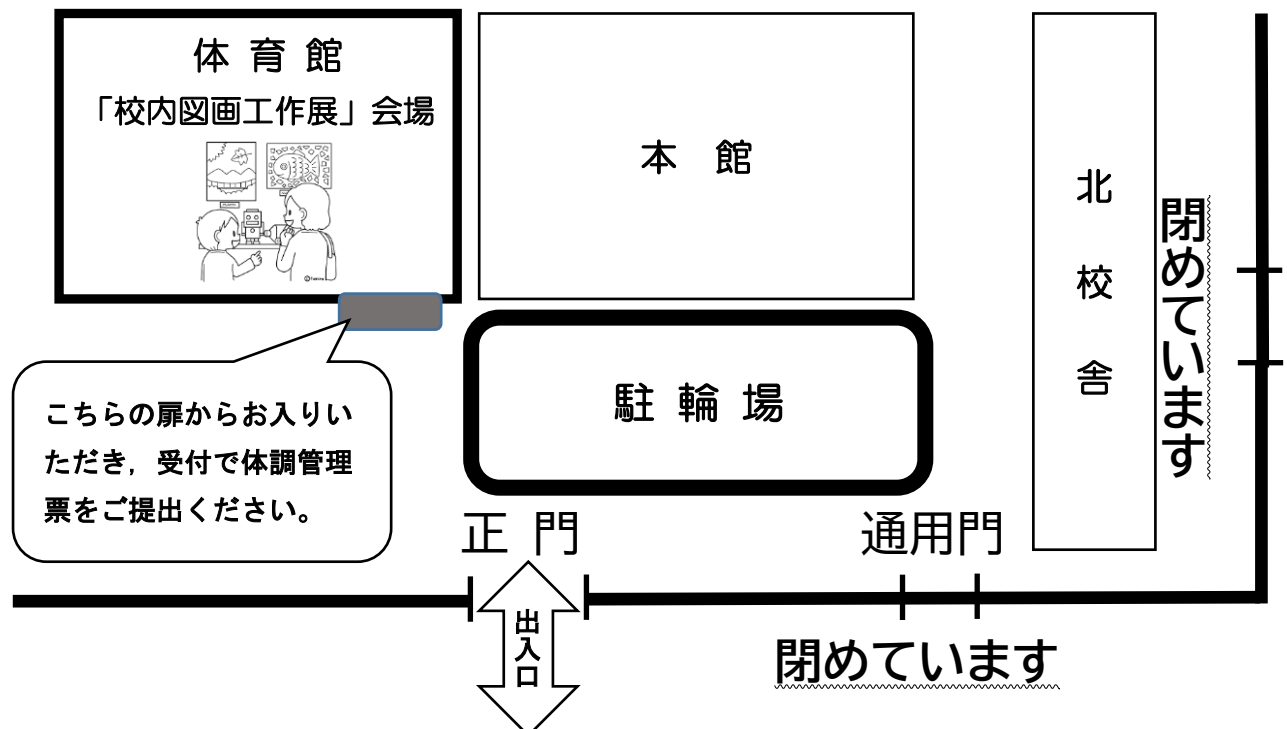 体育館
「校内図画工作展」会場
本館
北校舎
閉めています
こちらの扉からお入りい
ただき，受付で体調管理
票をご提出ください。
駐輪場
正門
通用門
出入口
閉めています